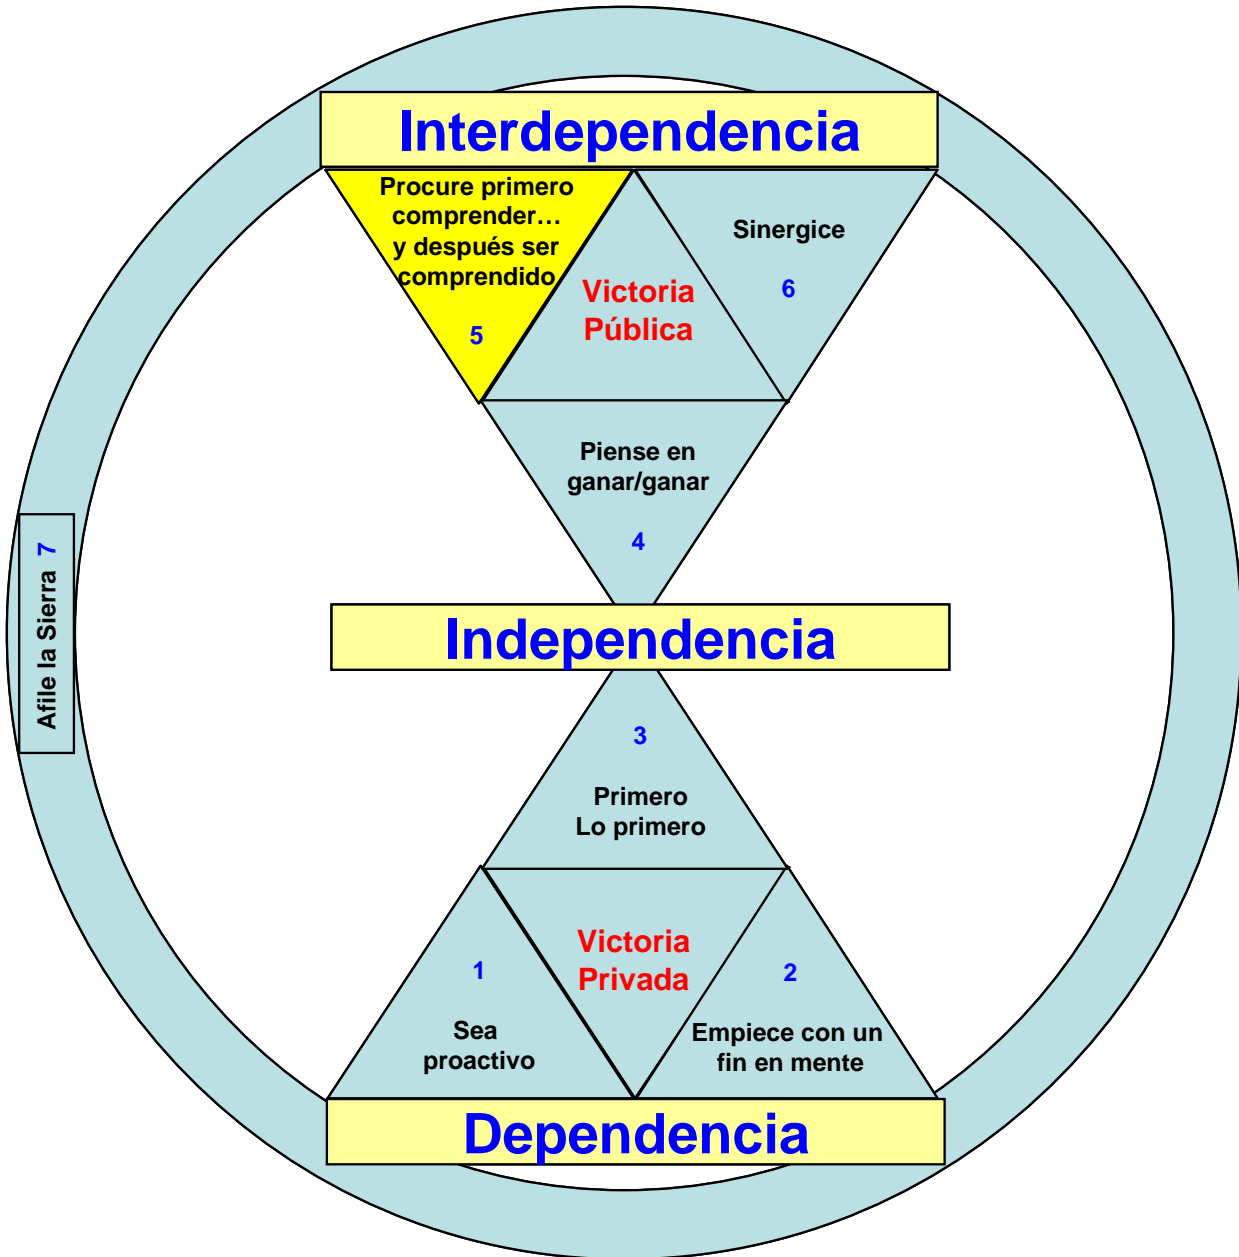 Interdependencia
Procure primero
comprender…
y después ser
comprendido
5
Victoria
Pública
Sinergice
6
Piense en
ganar/ganar
4
Afile la Sierra 7
Independencia
3
Primero
Lo primero
1
Sea
proactivo
Victoria
Privada
2
Empiece con un
fin en mente
Dependencia